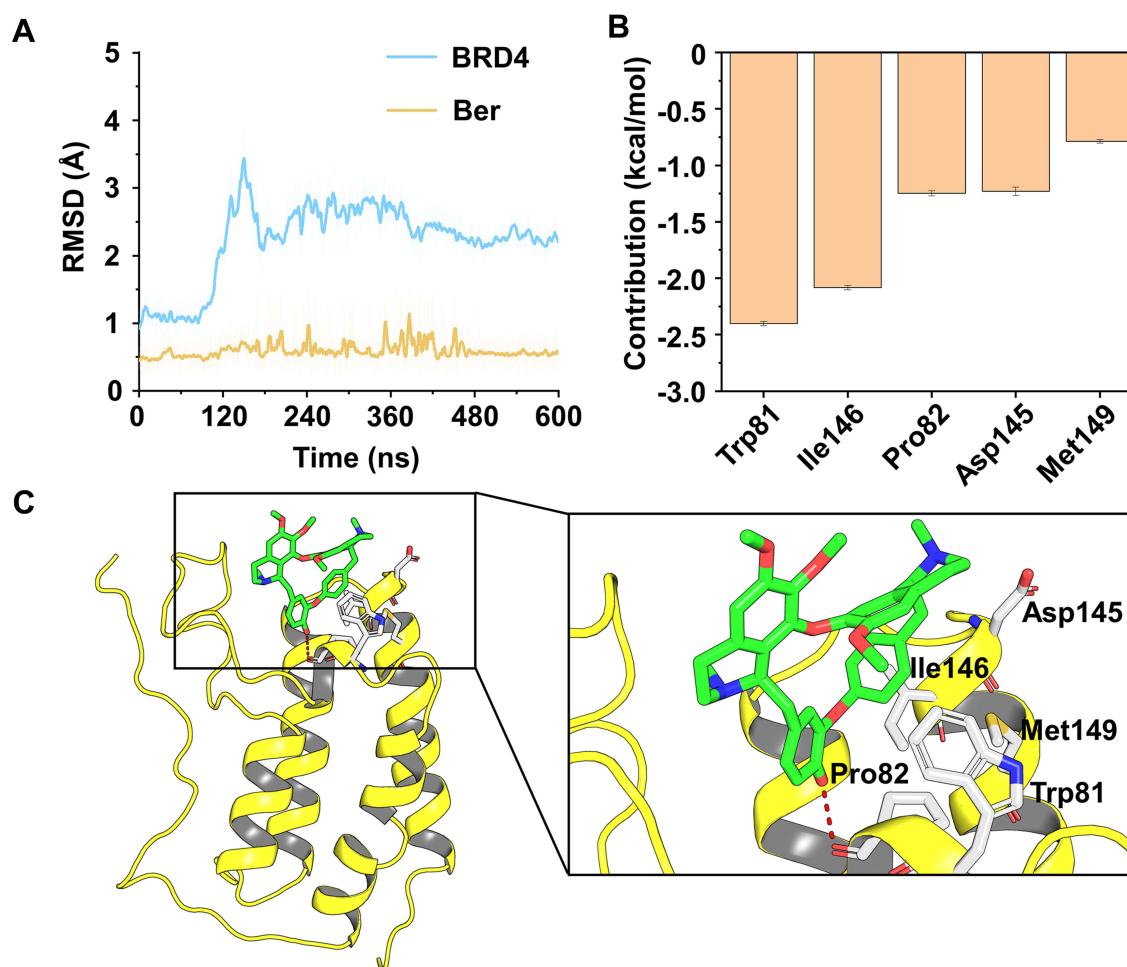 A
RMSD (Å)
5
4
3
2
1
0
0 120 240 360 480 600
Time (ns)
BRD4
Ber
B
Contribution (kcal/mol)
0
-0.5
-1.0
-1.5
-2.0
-2.5
-3.0
Trp81 Ile146 Pro82 Asp145 Met149
C
Asp145
Ile146
Met149
Pro82
Trp81